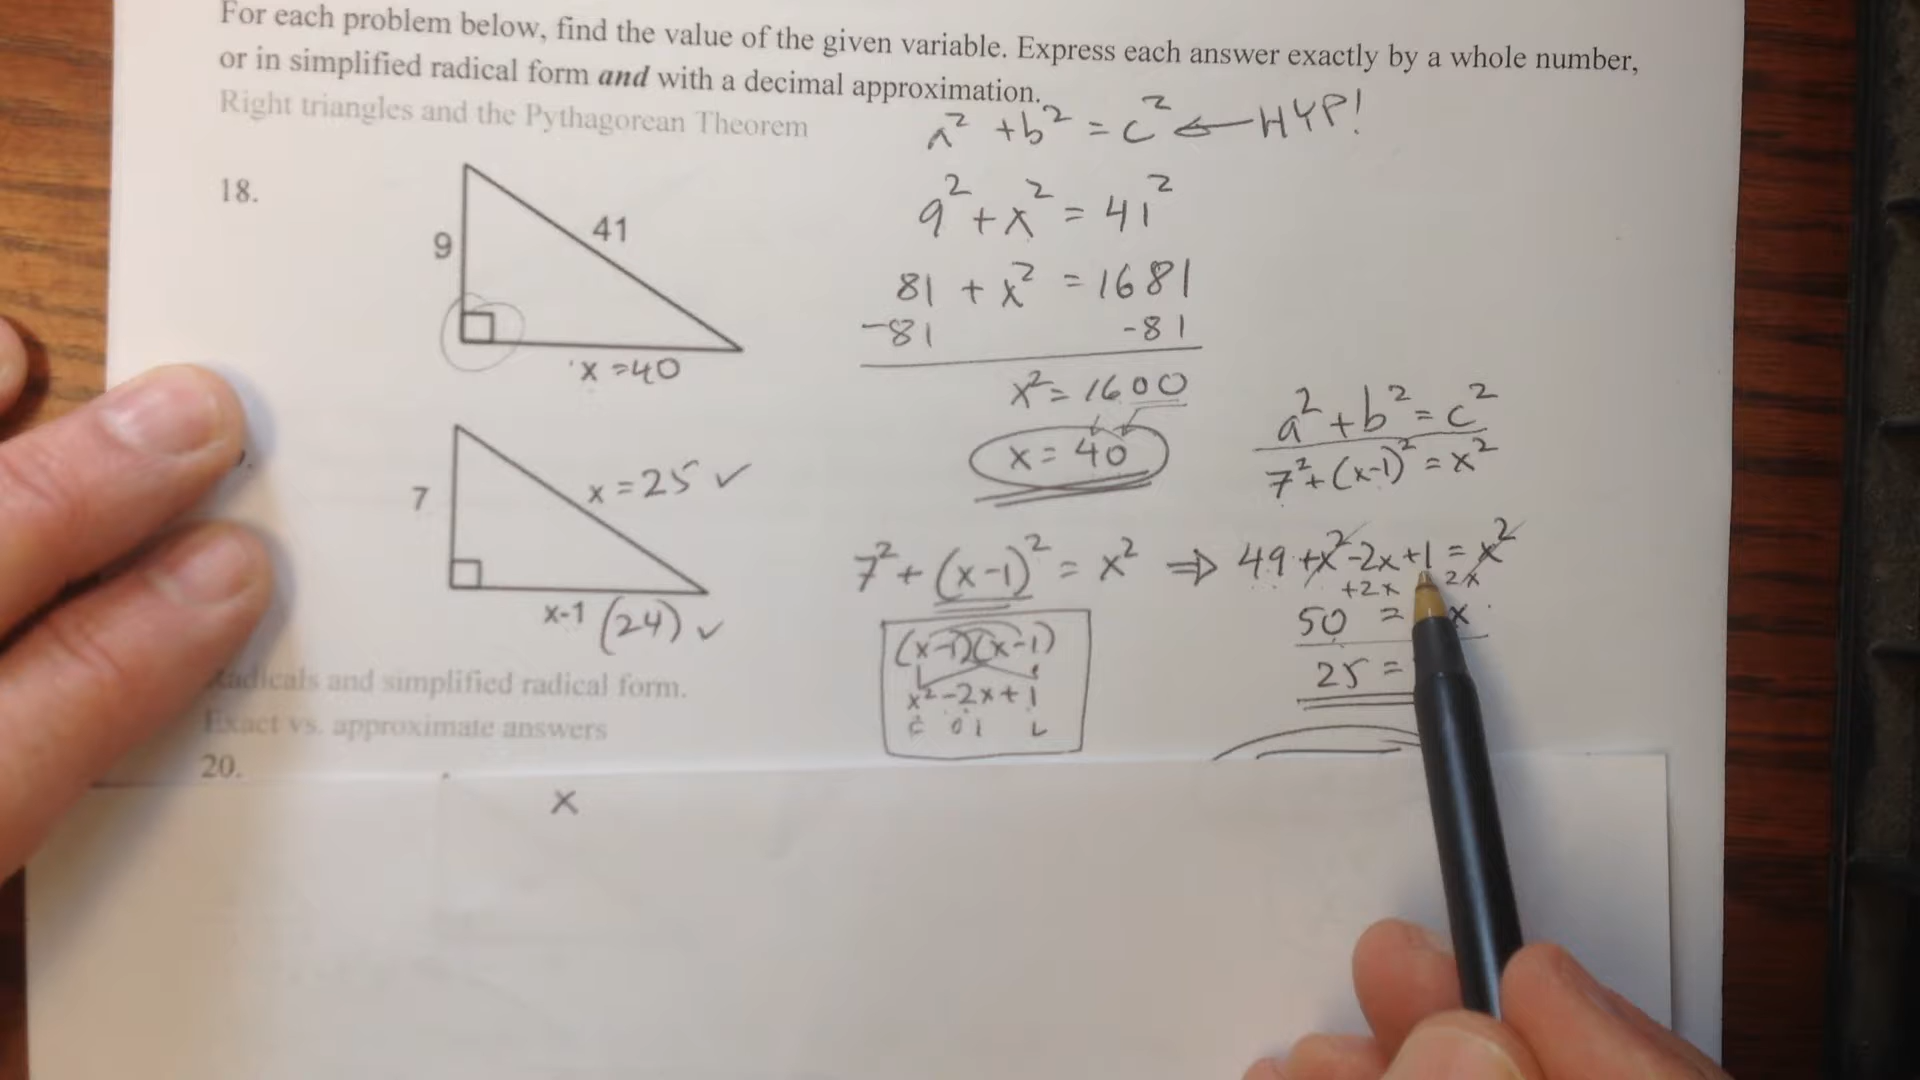 For each problem below, find the value of the given variable. Express each answer exactly by a whole number,
or in simplified radical form and with a decimal approximation.
Right triangles and the Pythagorean Theorem
a² + b² = c² ← HYP!
18.
9
41
x = 40
9² + x² = 41²
81 + x² = 1681
-81 -81
x² = 1600
x = 40
a² + b² = c²
7² + (x-1)² = x²
7
x = 25 ✓
x-1 (24) ✓
7² + (x-1)² = x² ⇒ 49 + x² - 2x + 1 = x²
+2x 2x
50 = x
25 =
(x-1)(x-1)
x² - 2x + 1
F O I L
Radicals and simplified radical form.
Exact vs. approximate answers
20.
x